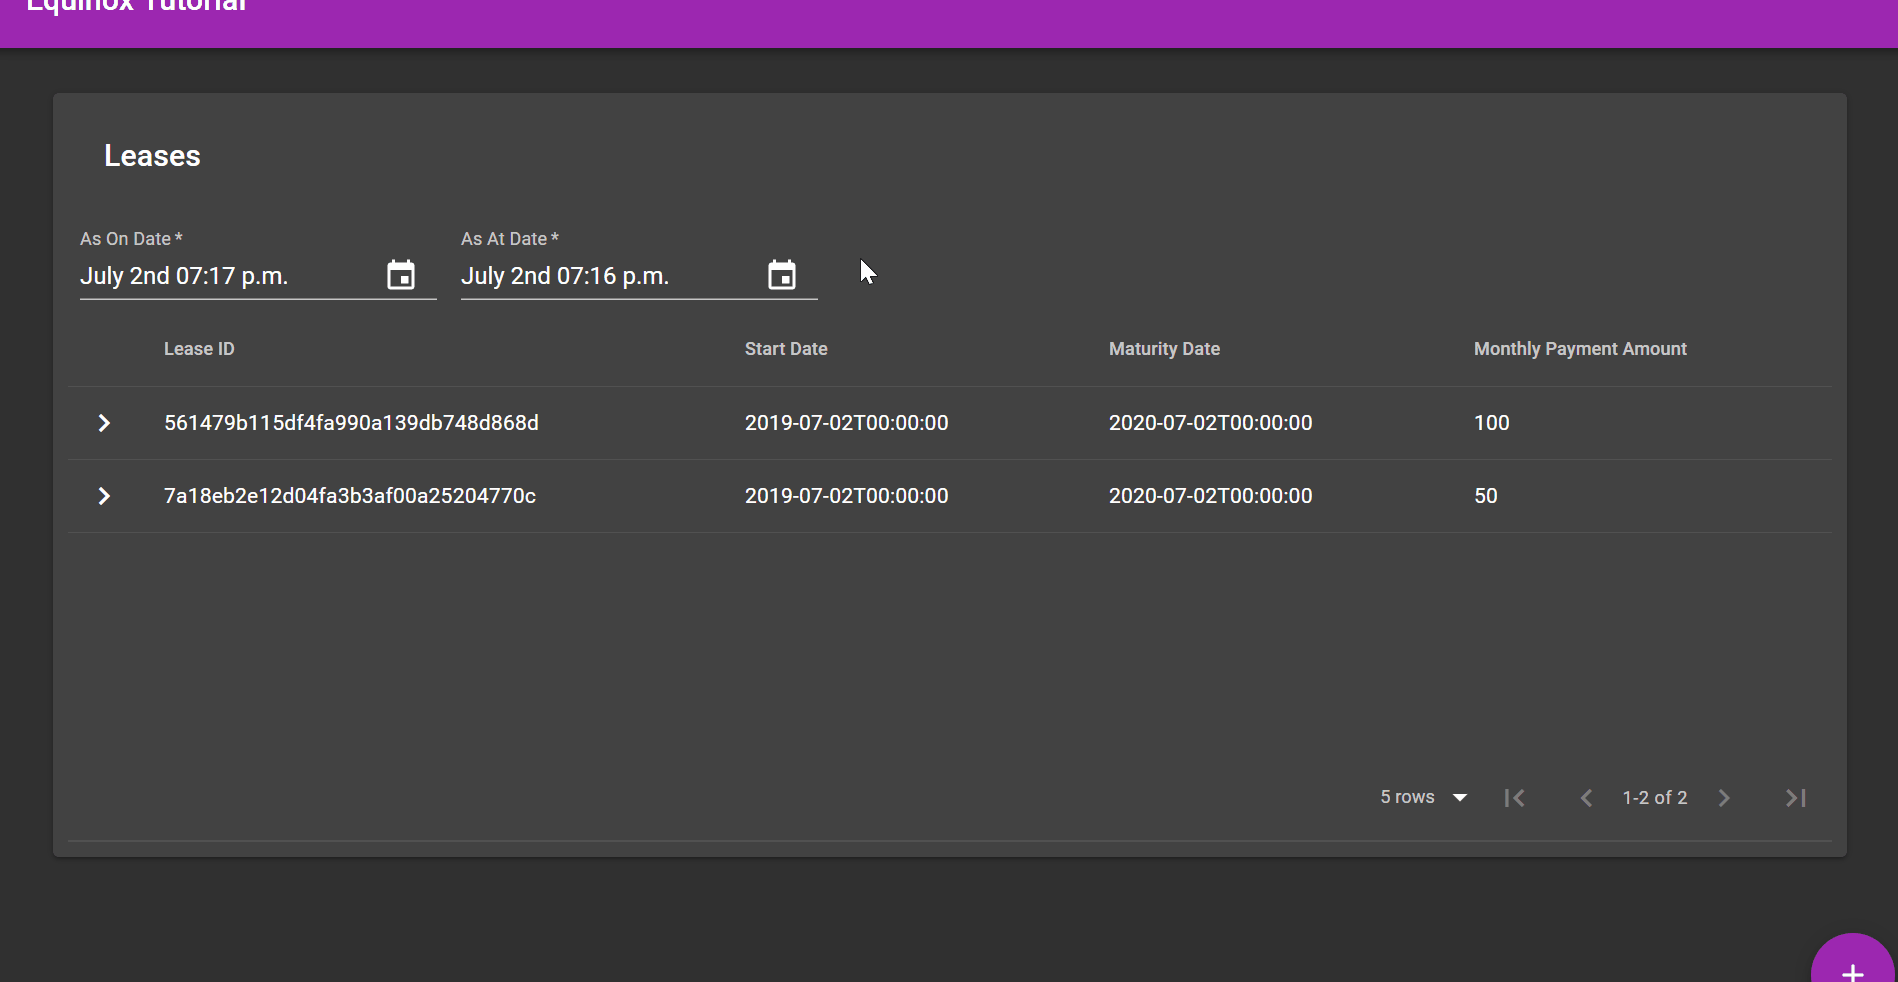 Equinox Tutorial
Leases
As On Date *
As At Date *
July 2nd 07:17 p.m.
July 2nd 07:16 p.m.
Lease ID
Start Date
Maturity Date
Monthly Payment Amount
561479b115df4fa990a139db748d868d
2019-07-02T00:00:00
2020-07-02T00:00:00
100
7a18eb2e12d04fa3b3af00a25204770c
2019-07-02T00:00:00
2020-07-02T00:00:00
50
5 rows
1-2 of 2